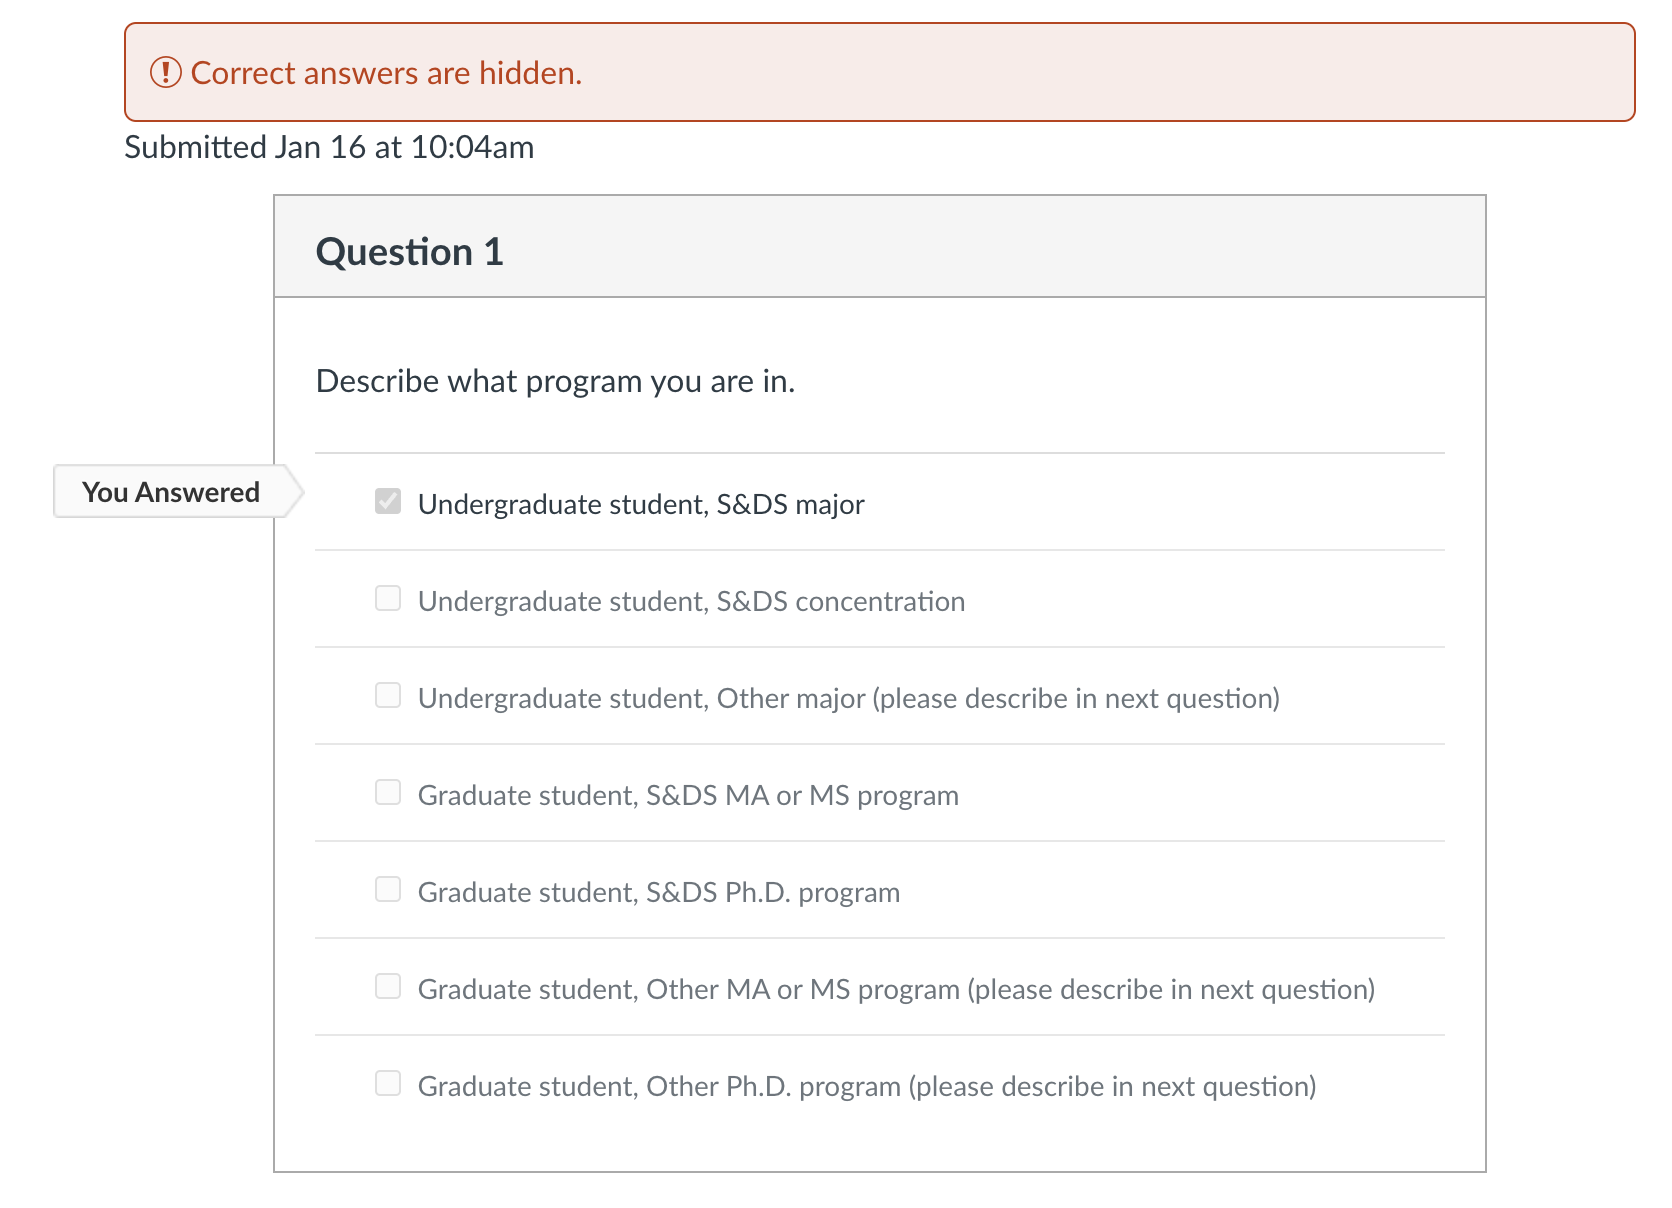 Correct answers are hidden.
Submitted Jan 16 at 10:04am
Question 1
Describe what program you are in.
You Answered
Undergraduate student, S&DS major
Undergraduate student, S&DS concentration
Undergraduate student, Other major (please describe in next question)
Graduate student, S&DS MA or MS program
Graduate student, S&DS Ph.D. program
Graduate student, Other MA or MS program (please describe in next question)
Graduate student, Other Ph.D. program (please describe in next question)